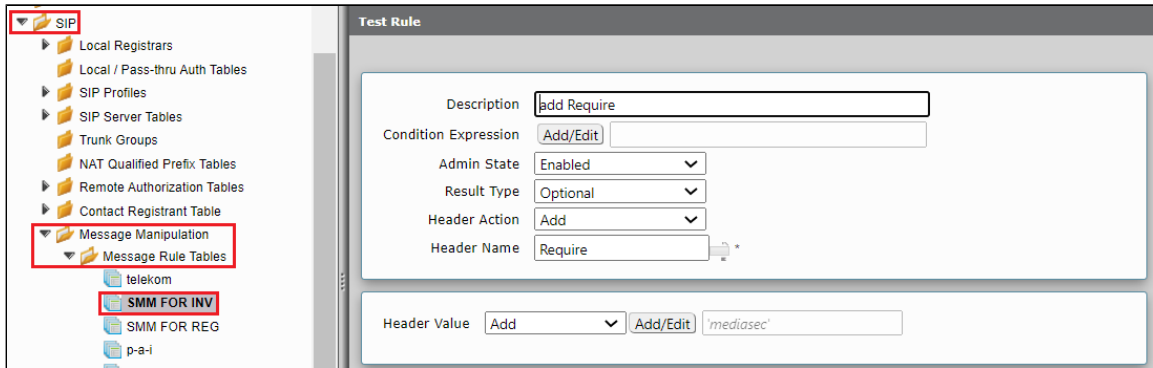 SIP
Local Registrars
Local / Pass-thru Auth Tables
SIP Profiles
SIP Server Tables
Trunk Groups
NAT Qualified Prefix Tables
Remote Authorization Tables
Contact Registrant Table
Message Manipulation
Message Rule Tables
telekom
SMM FOR INV
SMM FOR REG
p-a-i
Test Rule
Description add Require
Condition Expression Add/Edit
Admin State Enabled
Result Type Optional
Header Action Add
Header Name Require *
Header Value Add Add/Edit 'mediasec'